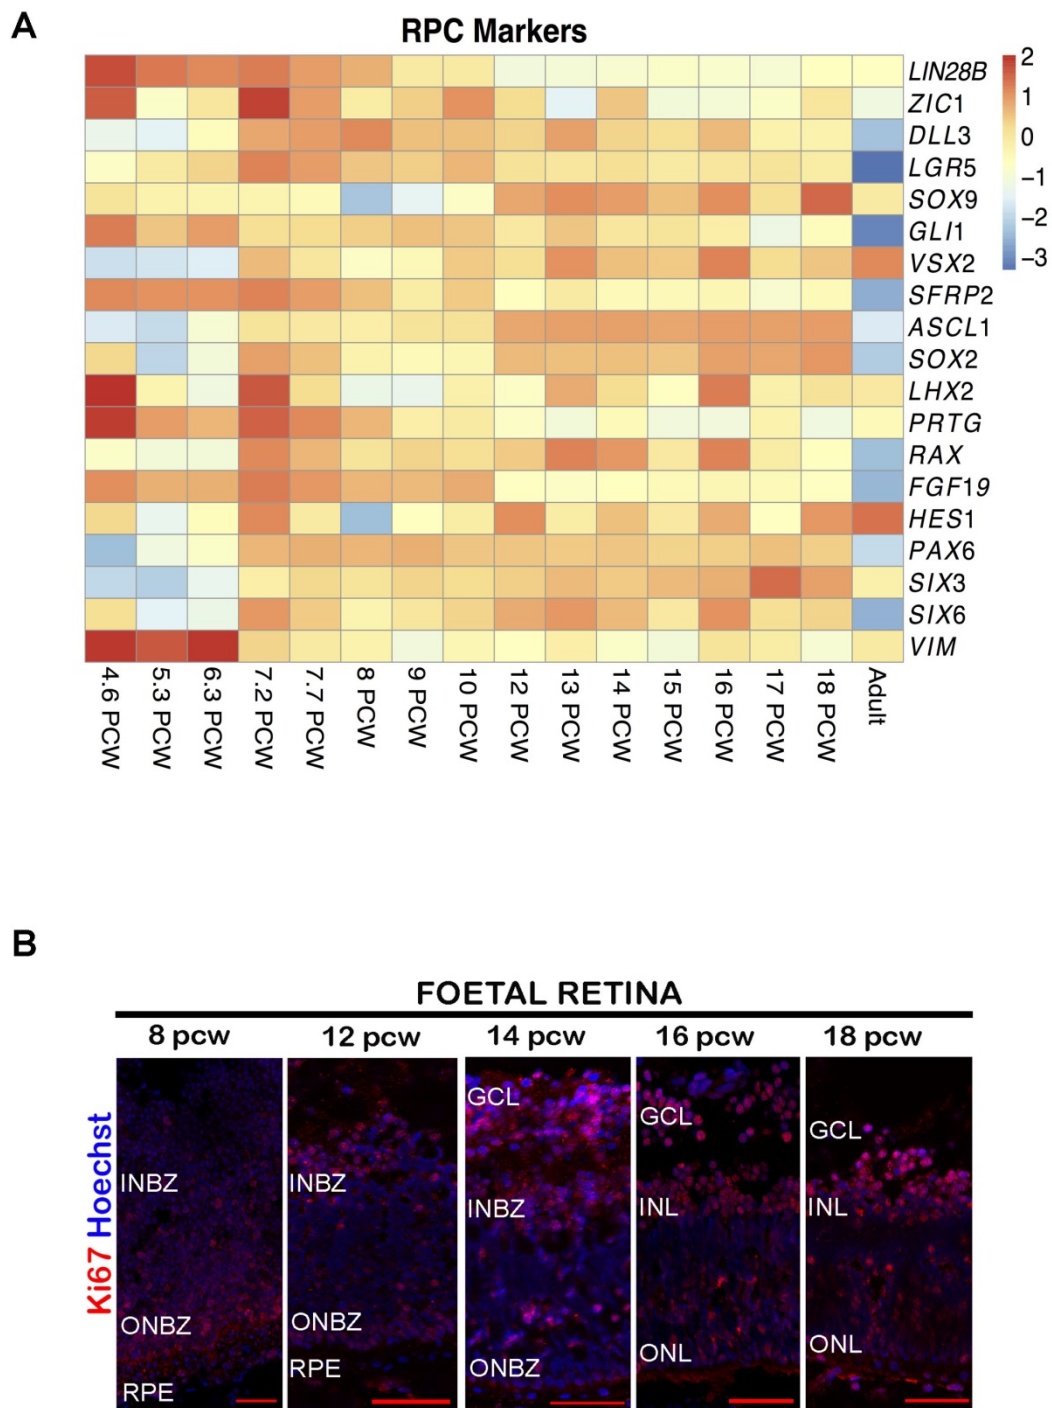 A
RPC Markers
LIN28B
ZIC1
DLL3
LGR5
SOX9
GLI1
VSX2
SFRP2
ASCL1
SOX2
LHX2
PRTG
RAX
FGF19
HES1
PAX6
SIX3
SIX6
VIM
2
1
0
−1
−2
−3
4.6 PCW
5.3 PCW
6.3 PCW
7.2 PCW
7.7 PCW
8 PCW
9 PCW
10 PCW
12 PCW
13 PCW
14 PCW
15 PCW
16 PCW
17 PCW
18 PCW
Adult
B
FOETAL RETINA
8 pcw
12 pcw
14 pcw
16 pcw
18 pcw
Ki67 Hoechst
INBZ
ONBZ
RPE
INBZ
ONBZ
RPE
GCL
INBZ
ONBZ
GCL
INL
ONL
GCL
INL
ONL